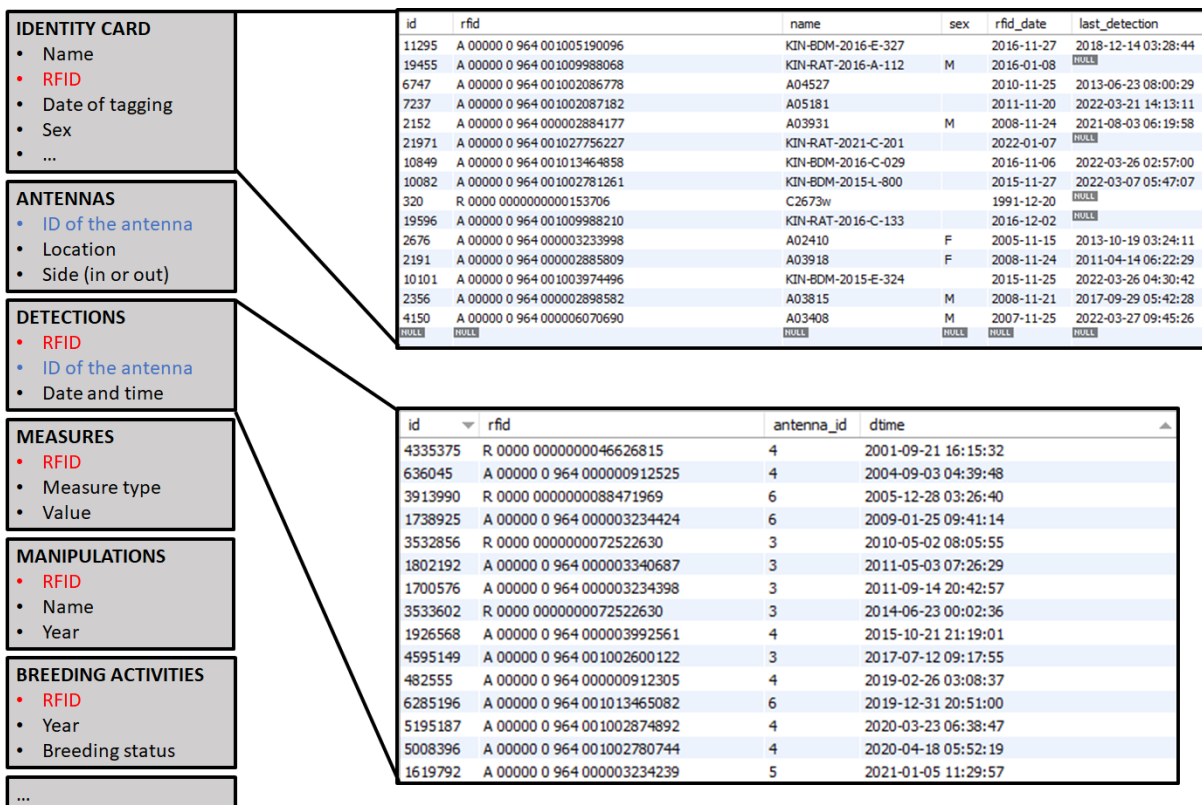 IDENTITY CARD
• Name
• RFID
• Date of tagging
• Sex
• ...
ANTENNAS
• ID of the antenna
• Location
• Side (in or out)
DETECTIONS
• RFID
• ID of the antenna
• Date and time
MEASURES
• RFID
• Measure type
• Value
MANIPULATIONS
• RFID
• Name
• Year
BREEDING ACTIVITIES
• RFID
• Year
• Breeding status
...
id rfid name sex rfid_date last_detection
11295 A 00000 0 964 001005190096 KIN-BDM-2016-E-327 2016-11-27 2018-12-14 03:28:44
19455 A 00000 0 964 001009988068 KIN-RAT-2016-A-112 M 2016-01-08 NULL
6747 A 00000 0 964 001002086778 A04527 2010-11-25 2013-06-23 08:00:29
7237 A 00000 0 964 001002087182 A05181 2011-11-20 2022-03-21 14:13:11
2152 A 00000 0 964 000002884177 A03931 M 2008-11-24 2021-08-03 06:19:58
21971 A 00000 0 964 001027756227 KIN-RAT-2021-C-201 2022-01-07 NULL
10849 A 00000 0 964 001013464858 KIN-BDM-2016-C-029 2016-11-06 2022-03-26 02:57:00
10082 A 00000 0 964 001002781261 KIN-BDM-2015-L-800 2015-11-27 2022-03-07 05:47:07
320 R 0000 0000000000153706 C2673w 1991-12-20 NULL
19596 A 00000 0 964 001009988210 KIN-RAT-2016-C-133 2016-12-02 NULL
2676 A 00000 0 964 000003233998 A02410 F 2005-11-15 2013-10-19 03:24:11
2191 A 00000 0 964 000002885809 A03918 F 2008-11-24 2011-04-14 06:22:29
10101 A 00000 0 964 001003974496 KIN-BDM-2015-E-324 2015-11-25 2022-03-26 04:30:42
2356 A 00000 0 964 000002898582 A03815 M 2008-11-21 2017-09-29 05:42:28
4150 A 00000 0 964 000006070690 A03408 M 2007-11-25 2022-03-27 09:45:26
NULL NULL NULL NULL NULL NULL
id rfid antenna_id dtime
4335375 R 0000 0000000046626815 4 2001-09-21 16:15:32
636045 A 00000 0 964 000000912525 4 2004-09-03 04:39:48
3913990 R 0000 0000000088471969 6 2005-12-28 03:26:40
1738925 A 00000 0 964 000003234424 6 2009-01-25 09:41:14
3532856 R 0000 0000000072522630 3 2010-05-02 08:05:55
1802192 A 00000 0 964 000003340687 3 2011-05-03 07:26:29
1700576 A 00000 0 964 000003234398 3 2011-09-14 20:42:57
3533602 R 0000 0000000072522630 3 2014-06-23 00:02:36
1926568 A 00000 0 964 000003992561 4 2015-10-21 21:19:01
4595149 A 00000 0 964 001002600122 3 2017-07-12 09:17:55
482555 A 00000 0 964 000000912305 4 2019-02-26 03:08:37
6285196 A 00000 0 964 001013465082 6 2019-12-31 20:51:00
5195187 A 00000 0 964 001002874892 4 2020-03-23 06:38:47
5008396 A 00000 0 964 001002780744 4 2020-04-18 05:52:19
1619792 A 00000 0 964 000003234239 5 2021-01-05 11:29:57